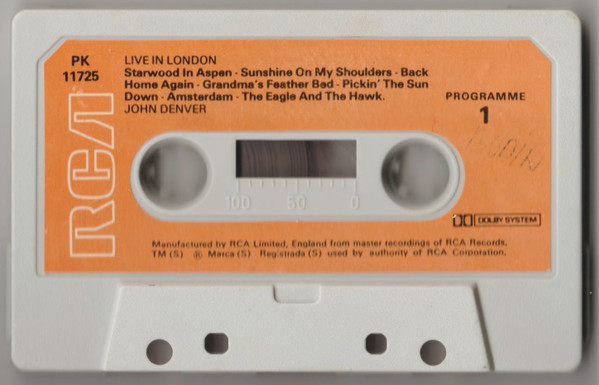 PK
11725
LIVE IN LONDON
Starwood In Aspen - Sunshine On My Shoulders - Back
Home Again - Grandma's Feather Bed - Pickin' The Sun
Down - Amsterdam - The Eagle And The Hawk.
JOHN DENVER
PROGRAMME
1
RCA
100 50 0
DOLBY SYSTEM
Manufactured by RCA Limited, England from master recordings of RCA Records.
TM (S) ® Marca (S) Registrada (S) used by authority of RCA Corporation.